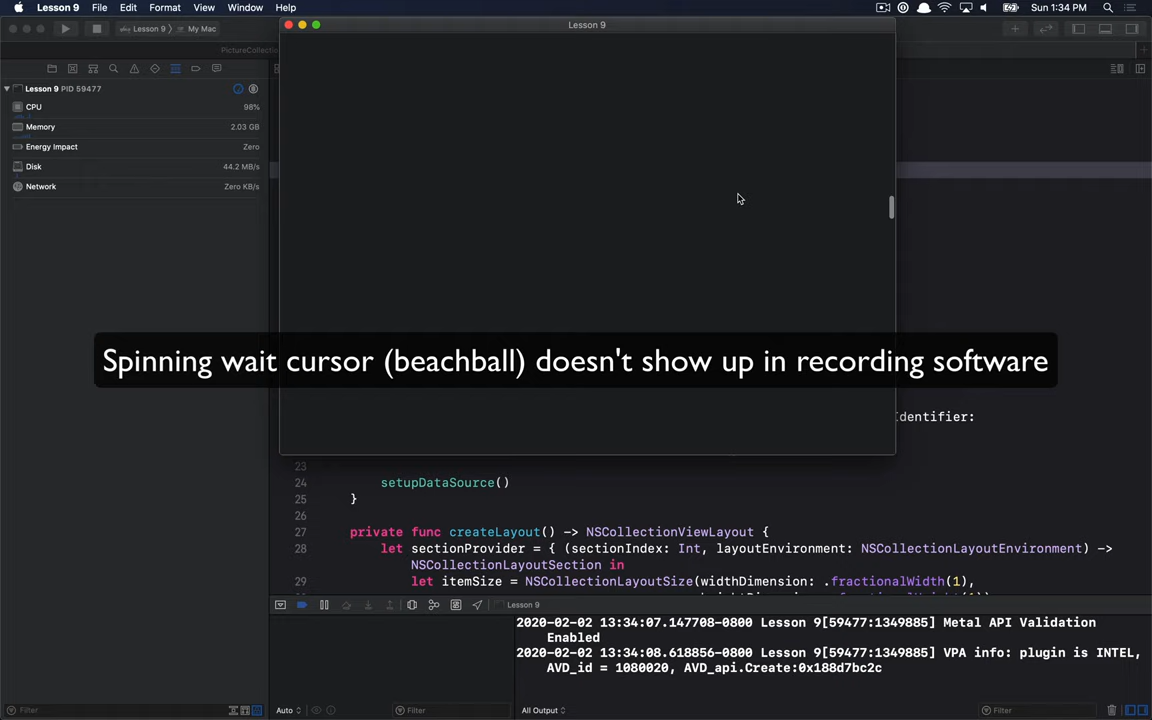 Lesson 9 File Edit Format View Window Help Sun 1:34 PM
Lesson 9
Lesson 9 My Mac
PictureCollecti
Lesson 9 PID 59477
CPU 98%
Memory 2.03 GB
Energy Impact Zero
Disk 44.2 MB/s
Network Zero KB/s
Spinning wait cursor (beachball) doesn't show up in recording software
Identifier:
23
24 setupDataSource()
25 }
26
27 private func createLayout() -> NSCollectionViewLayout {
28 let sectionProvider = { (sectionIndex: Int, layoutEnvironment: NSCollectionLayoutEnvironment) ->
NSCollectionLayoutSection in
29 let itemSize = NSCollectionLayoutSize(widthDimension: .fractionalWidth(1),
Lesson 9
2020-02-02 13:34:07.147708-0800 Lesson 9[59477:1349885] Metal API Validation
Enabled
2020-02-02 13:34:08.618856-0800 Lesson 9[59477:1349885] VPA info: plugin is INTEL,
AVD_id = 1080020, AVD_api.Create:0x188d7bc2c
Filter Auto Filter All Output Filter